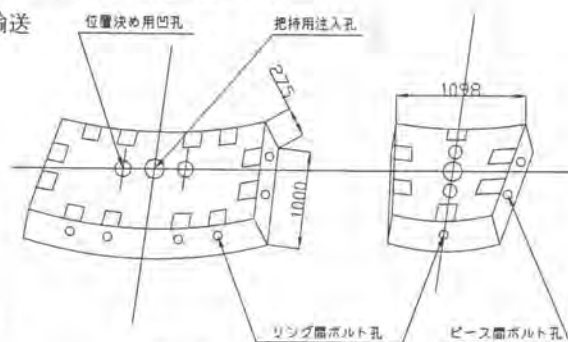 輸送
位置決め用凹孔
把持用注入孔
275
1098
1000
リング間ボルト孔
ピース間ボルト孔